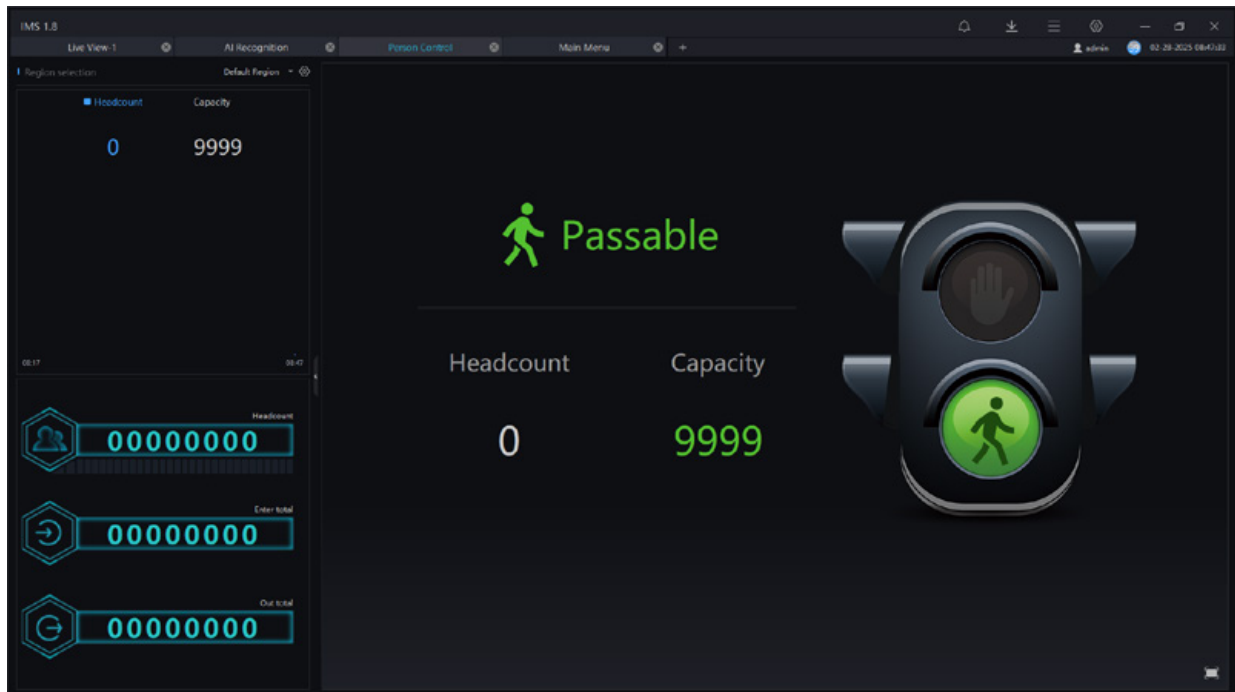 IMS 1.8
Live View-1 AI Recognition Person Control Main Menu +
admin 02-28-2025 08:47:33
Region selection Default Region
Headcount Capacity
0 9999
Passable
Headcount Capacity
0 9999
08:17 08:47
Headcount
00000000
Enter total
00000000
Out total
00000000